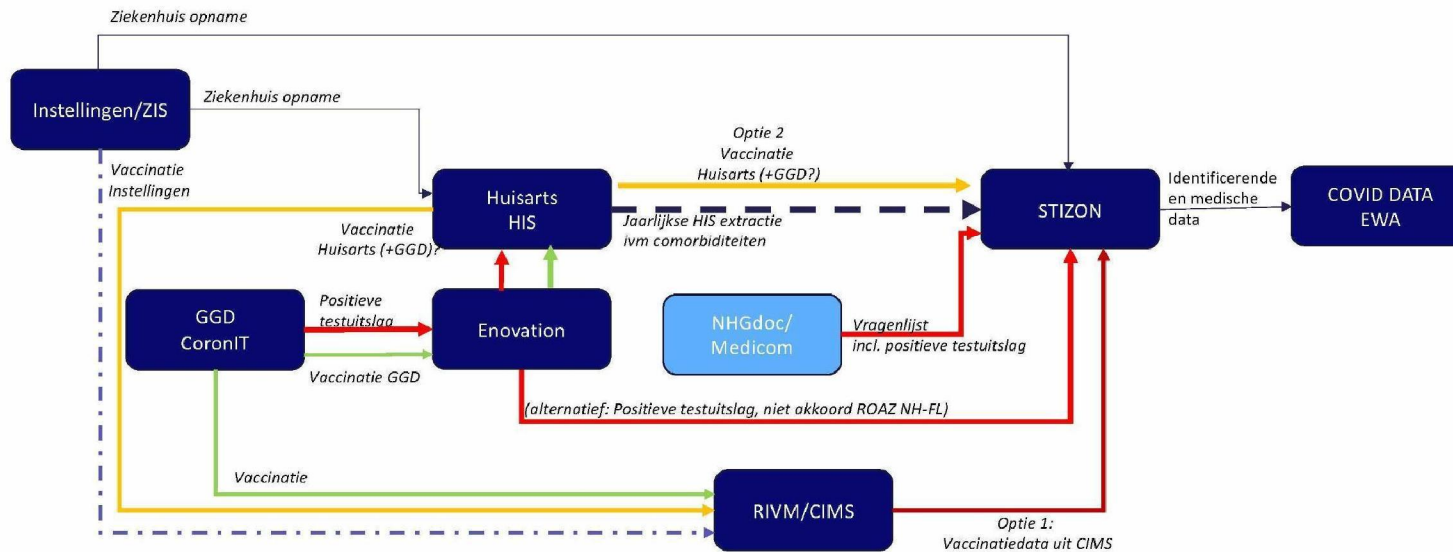 Ziekenhuis opname
Instellingen/ZIS
Ziekenhuis opname
Vaccinatie
Instellingen
Optie 2
Vaccinatie
Huisarts (+GGD?)
Huisarts
HIS
Jaarlijkse HIS extractie
ivm comorbiditeiten
STIZON
Identificerende
en medische
data
COVID DATA
EWA
Vaccinatie
Huisarts (+GGD)?
GGD
CoronIT
Positieve
testuitslag
Vaccinatie GGD
Enovation
NHGdoc/
Medicom
Vragenlijst
incl. positieve testuitslag
(alternatief: Positieve testuitslag, niet akkoord ROAZ NH-FL)
Vaccinatie
RIVM/CIMS
Optie 1:
Vaccinatiedata uit CIMS